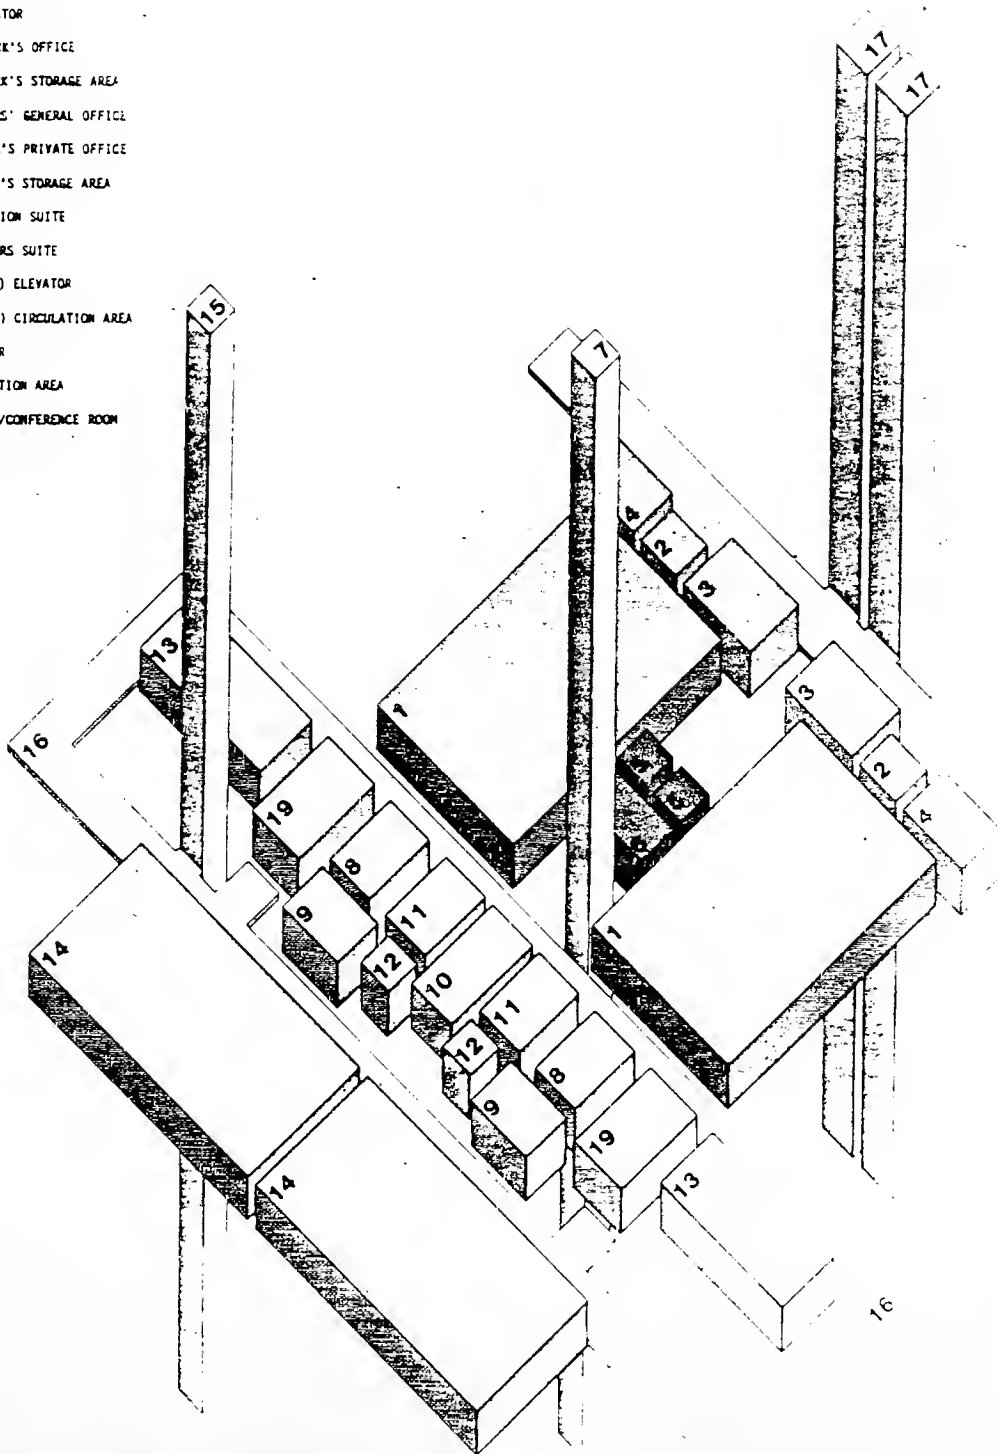 TOR
K'S OFFICE
K'S STORAGE AREA
S' GENERAL OFFICE
'S PRIVATE OFFICE
'S STORAGE AREA
ION SUITE
RS SUITE
) ELEVATOR
) CIRCULATION AREA
R
TION AREA
/CONFERENCE ROOM
17
17
15
7
4
2
3
13
16
1
3
19
2
8
4
9
11
6
14
12
10
1
11
12
8
9
19
14
13
16